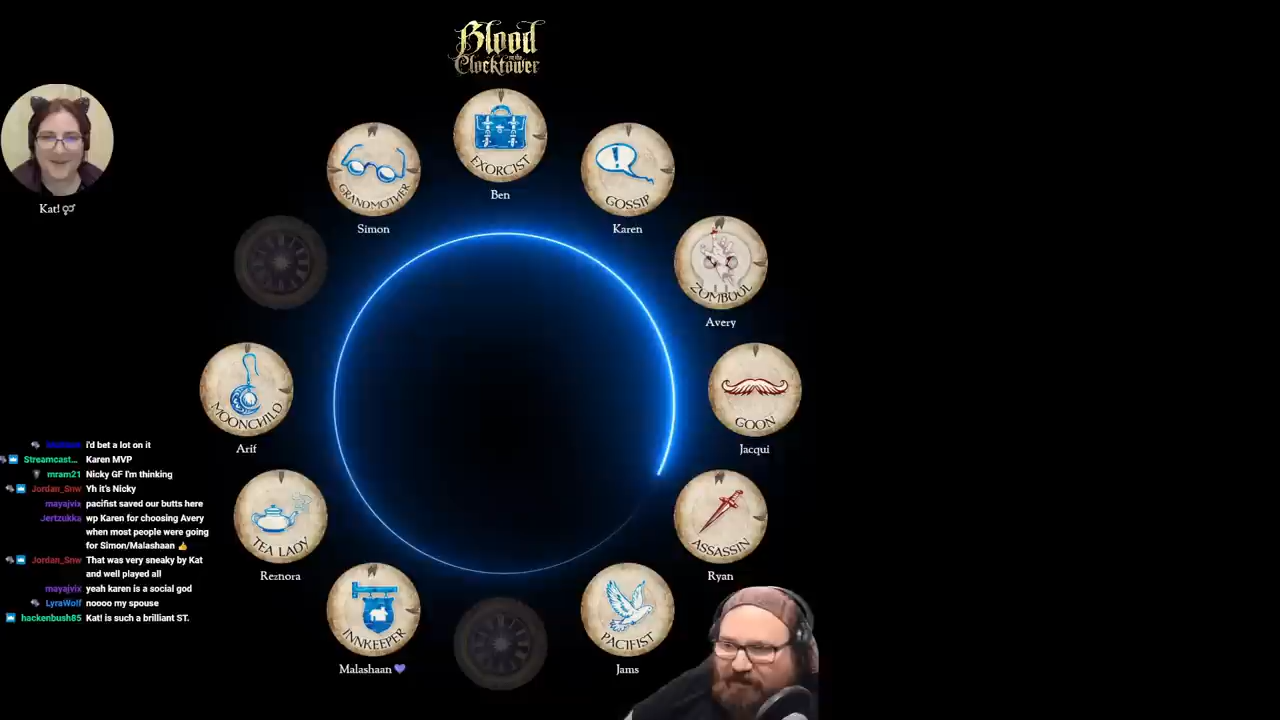 Blood
on the
Clocktower
EXORCIST
Ben
GRANDMOTHER
Simon
GOSSIP
Karen
Kat! ⚤
ZOMBUUL
Avery
MOONCHILD
Arif
GOON
Jacqui
i'd bet a lot on it
Streamcast... Karen MVP
mram21 Nicky GF I'm thinking
Jordan_Snw Yh it's Nicky
mayajvix pacifist saved our butts here
Jertzukka wp Karen for choosing Avery
when most people were going
for Simon/Malashaan 👍
Jordan_Snw That was very sneaky by Kat
and well played all
mayajvix yeah karen is a social god
LyraWolf noooo my spouse
hackenbush85 Kat! is such a brilliant ST.
TEA LADY
Reznora
ASSASSIN
Ryan
INNKEEPER
Malashaan 💜
PACIFIST
Jams